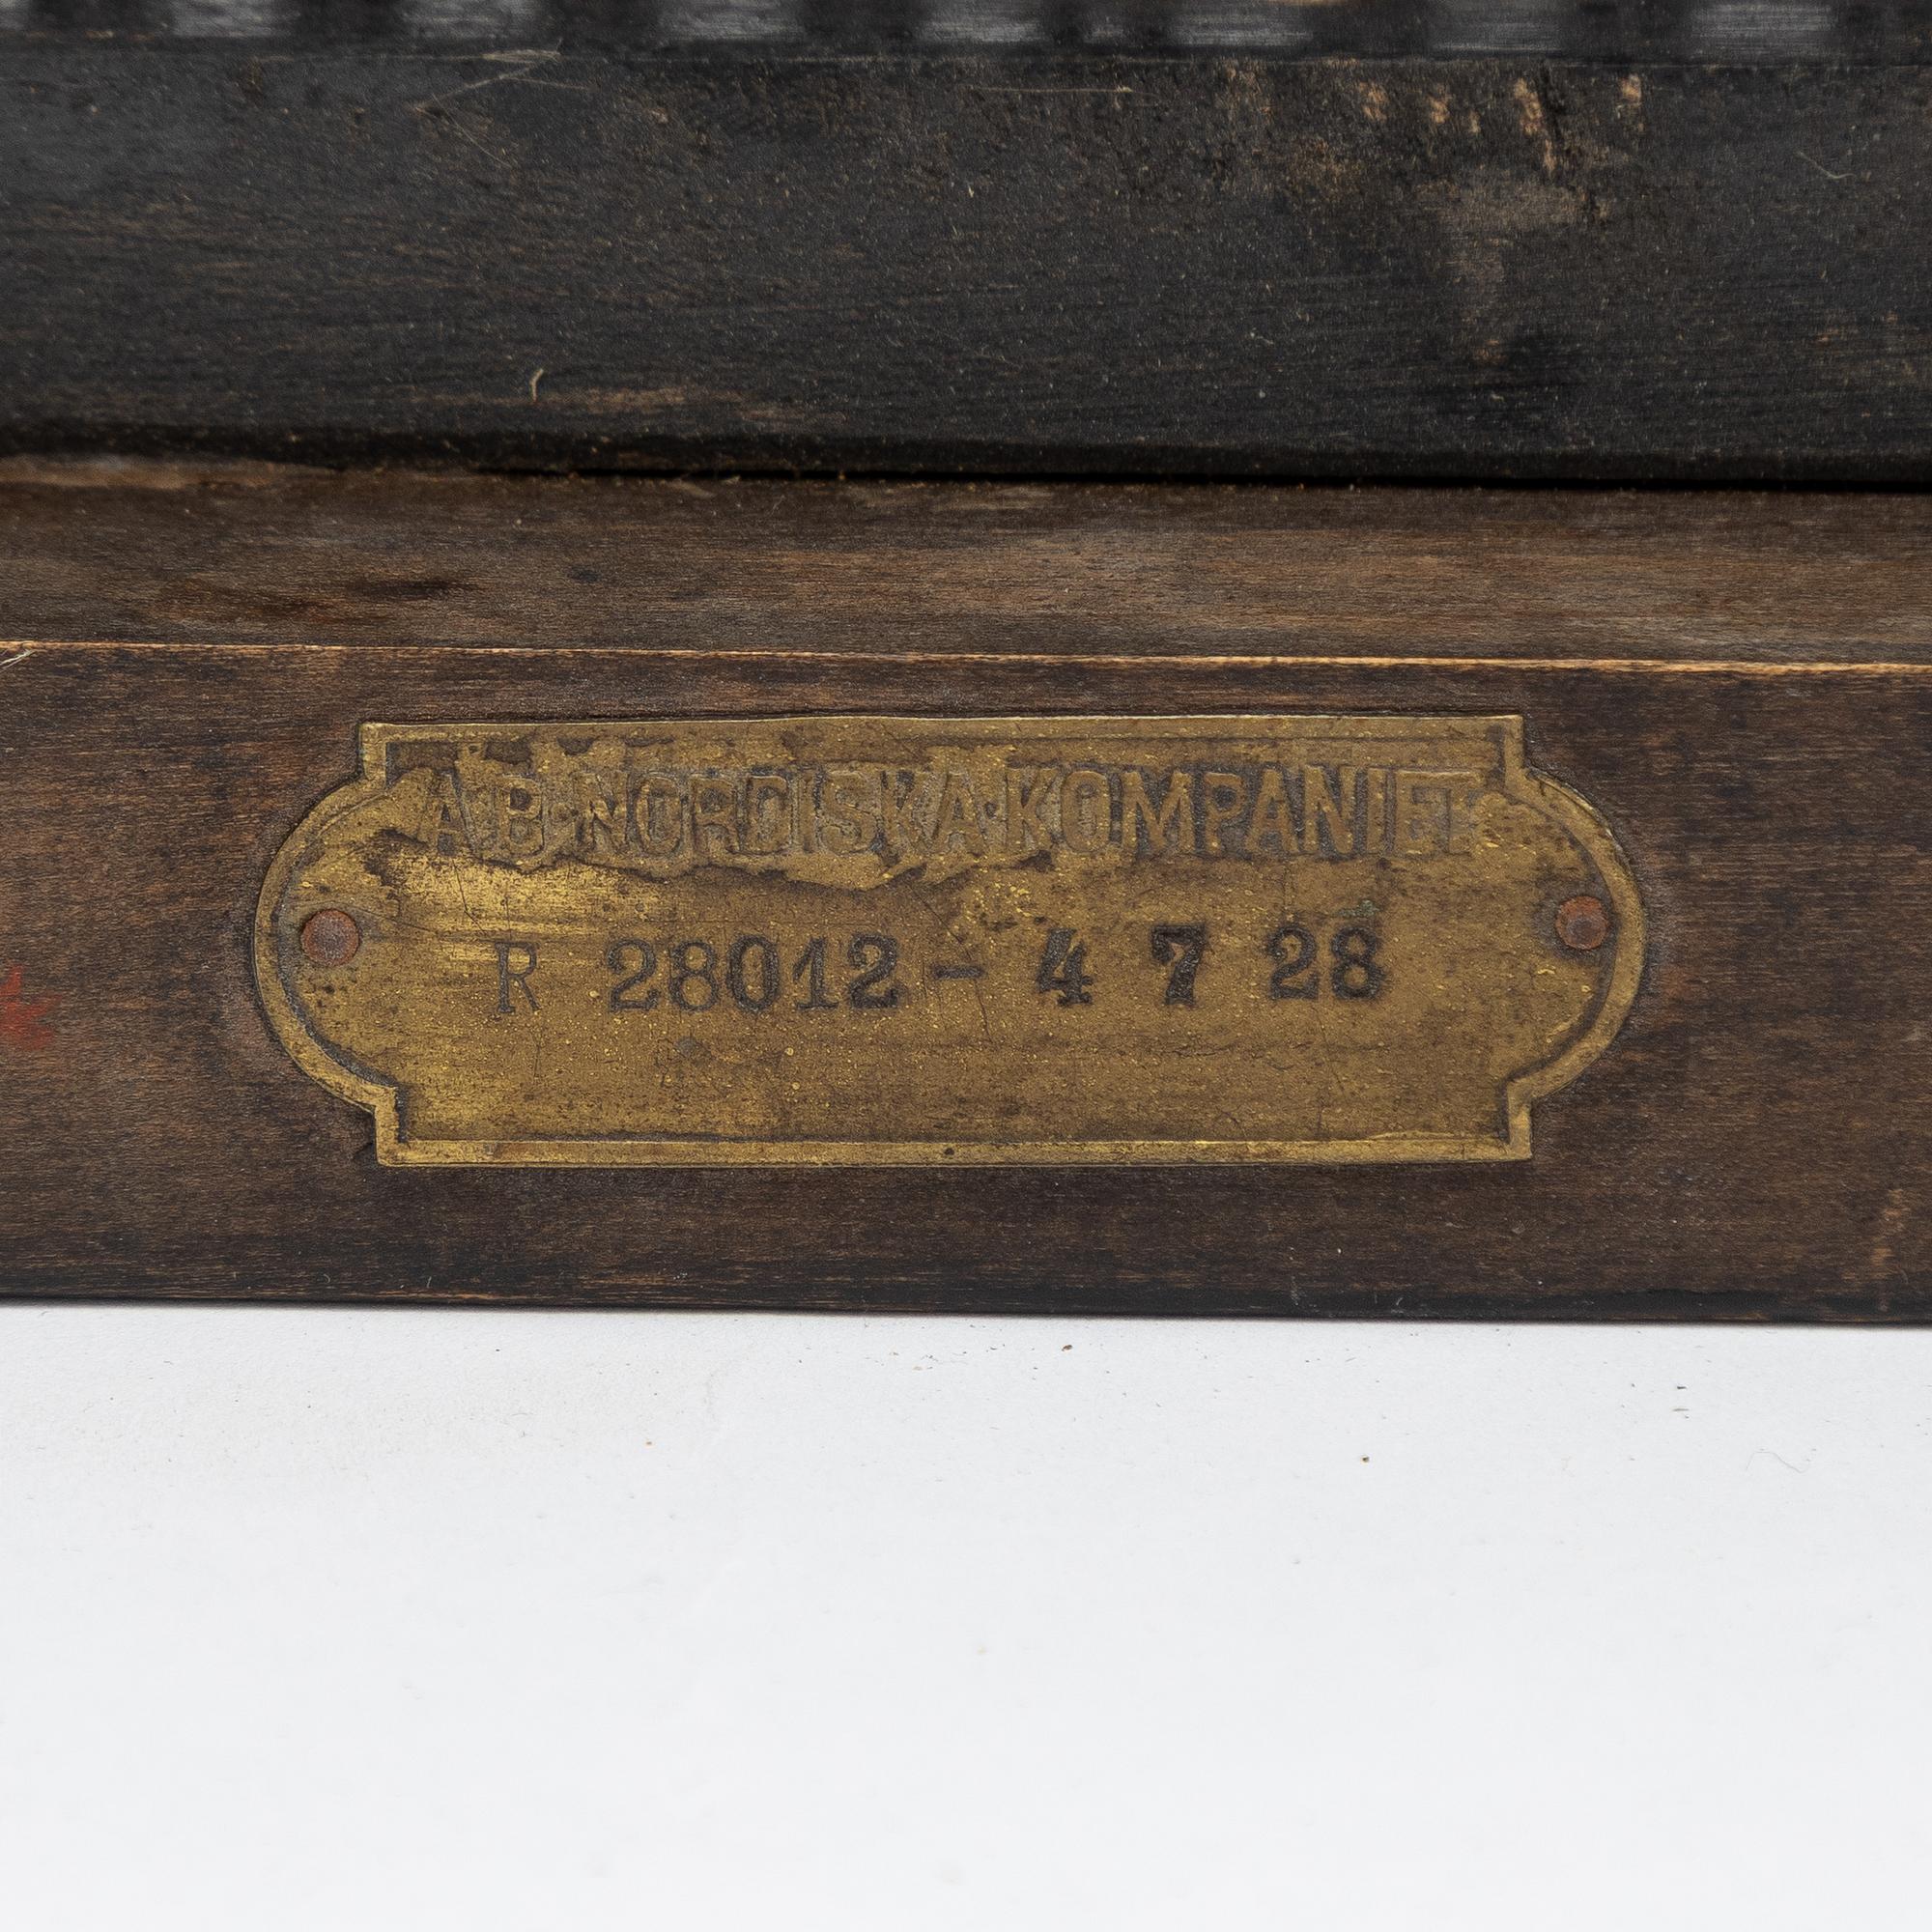 A.B. NORDISKA KOMPANIET
R 28012 - 4 7 28